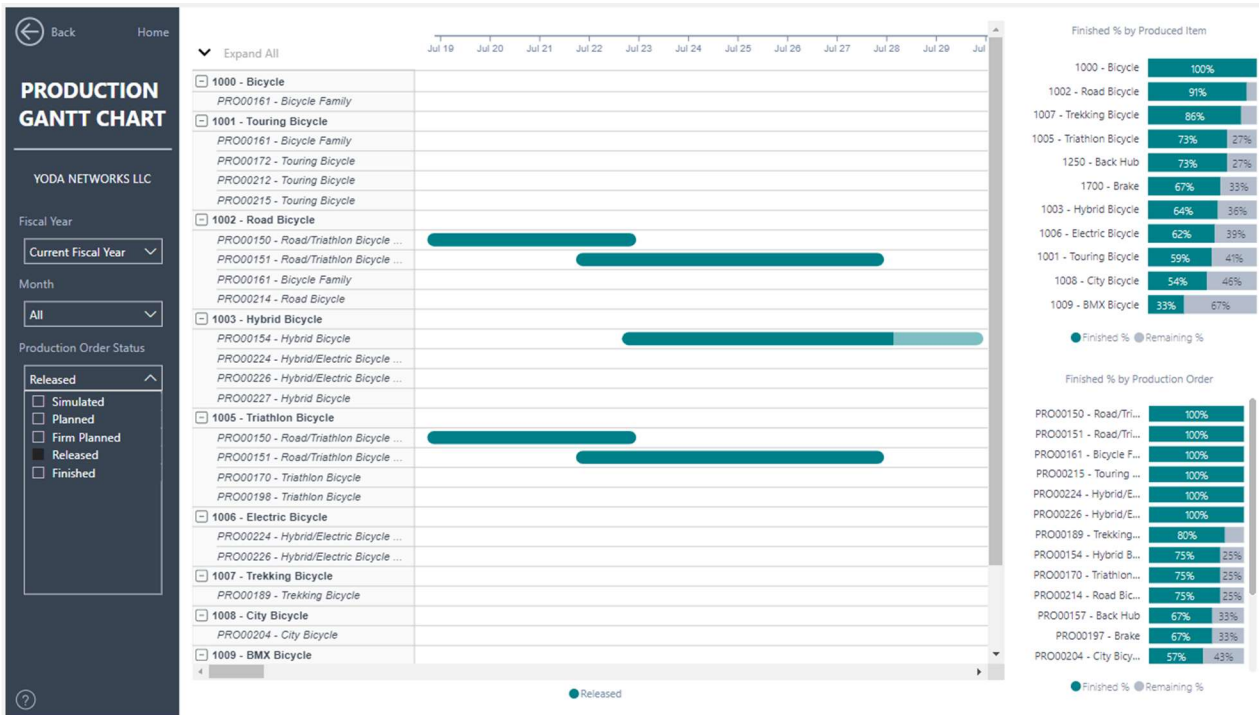 Back Home
PRODUCTION
GANTT CHART
YODA NETWORKS LLC
Fiscal Year
Current Fiscal Year
Month
All
Production Order Status
Released
Simulated
Planned
Firm Planned
Released
Finished
?
Expand All
Jul 19 Jul 20 Jul 21 Jul 22 Jul 23 Jul 24 Jul 25 Jul 26 Jul 27 Jul 28 Jul 29 Jul
1000 - Bicycle
PRO00161 - Bicycle Family
1001 - Touring Bicycle
PRO00161 - Bicycle Family
PRO00172 - Touring Bicycle
PRO00212 - Touring Bicycle
PRO00215 - Touring Bicycle
1002 - Road Bicycle
PRO00150 - Road/Triathlon Bicycle ...
PRO00151 - Road/Triathlon Bicycle ...
PRO00161 - Bicycle Family
PRO00214 - Road Bicycle
1003 - Hybrid Bicycle
PRO00154 - Hybrid Bicycle
PRO00224 - Hybrid/Electric Bicycle ...
PRO00226 - Hybrid/Electric Bicycle ...
PRO00227 - Hybrid Bicycle
1005 - Triathlon Bicycle
PRO00150 - Road/Triathlon Bicycle ...
PRO00151 - Road/Triathlon Bicycle ...
PRO00170 - Triathlon Bicycle
PRO00198 - Triathlon Bicycle
1006 - Electric Bicycle
PRO00224 - Hybrid/Electric Bicycle ...
PRO00226 - Hybrid/Electric Bicycle ...
1007 - Trekking Bicycle
PRO00189 - Trekking Bicycle
1008 - City Bicycle
PRO00204 - City Bicycle
1009 - BMX Bicycle
Released
Finished % by Produced Item
1000 - Bicycle 100%
1002 - Road Bicycle 91%
1007 - Trekking Bicycle 86%
1005 - Triathlon Bicycle 73% 27%
1250 - Back Hub 73% 27%
1700 - Brake 67% 33%
1003 - Hybrid Bicycle 64% 36%
1006 - Electric Bicycle 62% 39%
1001 - Touring Bicycle 59% 41%
1008 - City Bicycle 54% 46%
1009 - BMX Bicycle 33% 67%
Finished % Remaining %
Finished % by Production Order
PRO00150 - Road/Tri... 100%
PRO00151 - Road/Tri... 100%
PRO00161 - Bicycle F... 100%
PRO00215 - Touring ... 100%
PRO00224 - Hybrid/E... 100%
PRO00226 - Hybrid/E... 100%
PRO00189 - Trekking... 80%
PRO00154 - Hybrid B... 75% 25%
PRO00170 - Triathlon... 75% 25%
PRO00214 - Road Bic... 75% 25%
PRO00157 - Back Hub 67% 33%
PRO00197 - Brake 67% 33%
PRO00204 - City Bicy... 57% 43%
Finished % Remaining %